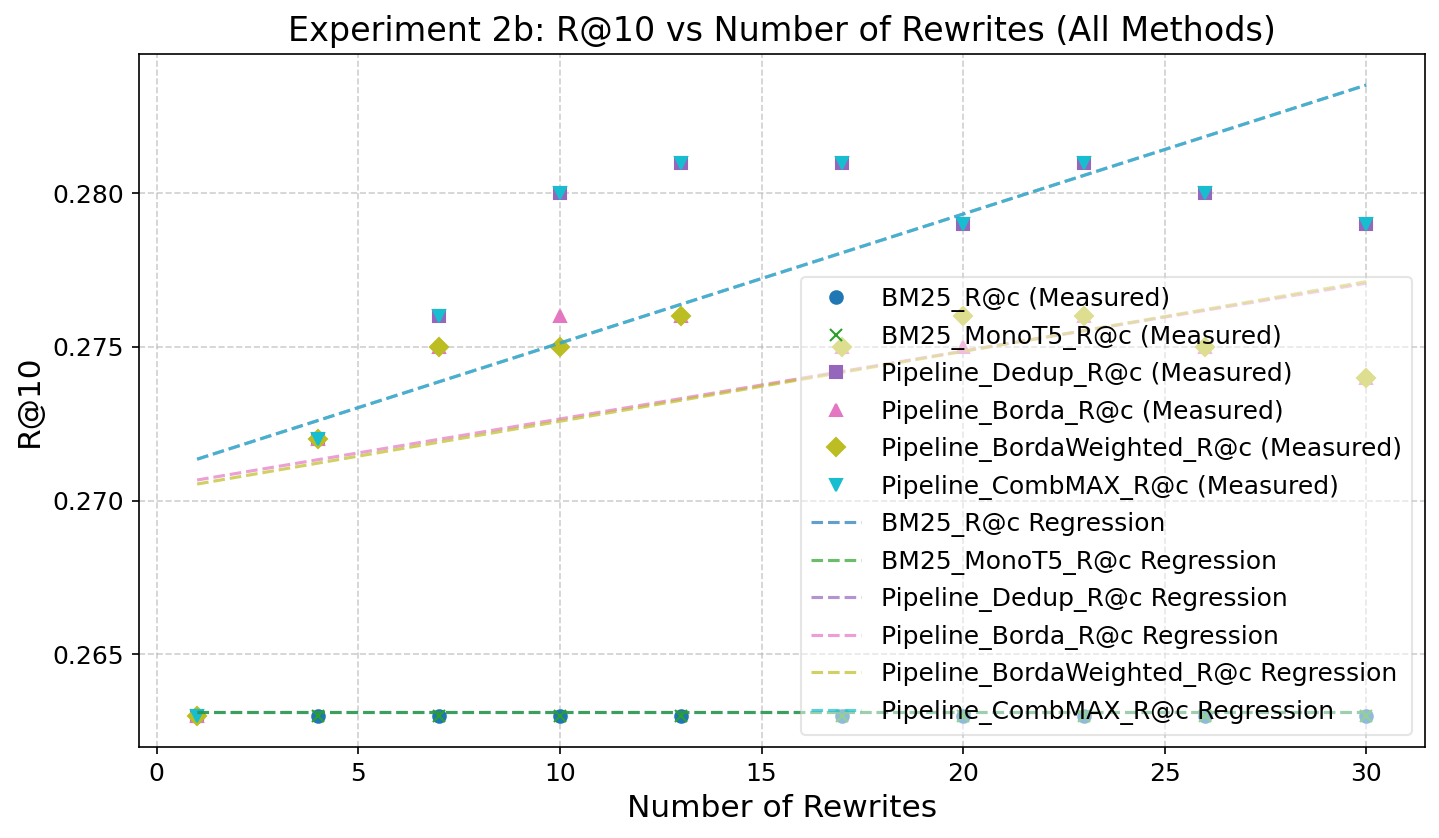 Experiment 2b: R@10 vs Number of Rewrites (All Methods)
R@10
0.280
0.275
0.270
0.265
BM25_R@c (Measured)
BM25_MonoT5_R@c (Measured)
Pipeline_Dedup_R@c (Measured)
Pipeline_Borda_R@c (Measured)
Pipeline_BordaWeighted_R@c (Measured)
Pipeline_CombMAX_R@c (Measured)
BM25_R@c Regression
BM25_MonoT5_R@c Regression
Pipeline_Dedup_R@c Regression
Pipeline_Borda_R@c Regression
Pipeline_BordaWeighted_R@c Regression
Pipeline_CombMAX_R@c Regression
0 5 10 15 20 25 30
Number of Rewrites